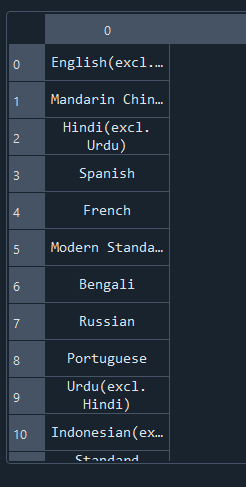 0
0 English(excl.…
1 Mandarin Chin…
2 Hindi(excl.
Urdu)
3 Spanish
4 French
5 Modern Standa…
6 Bengali
7 Russian
8 Portuguese
9 Urdu(excl.
Hindi)
10 Indonesian(ex…
Standard